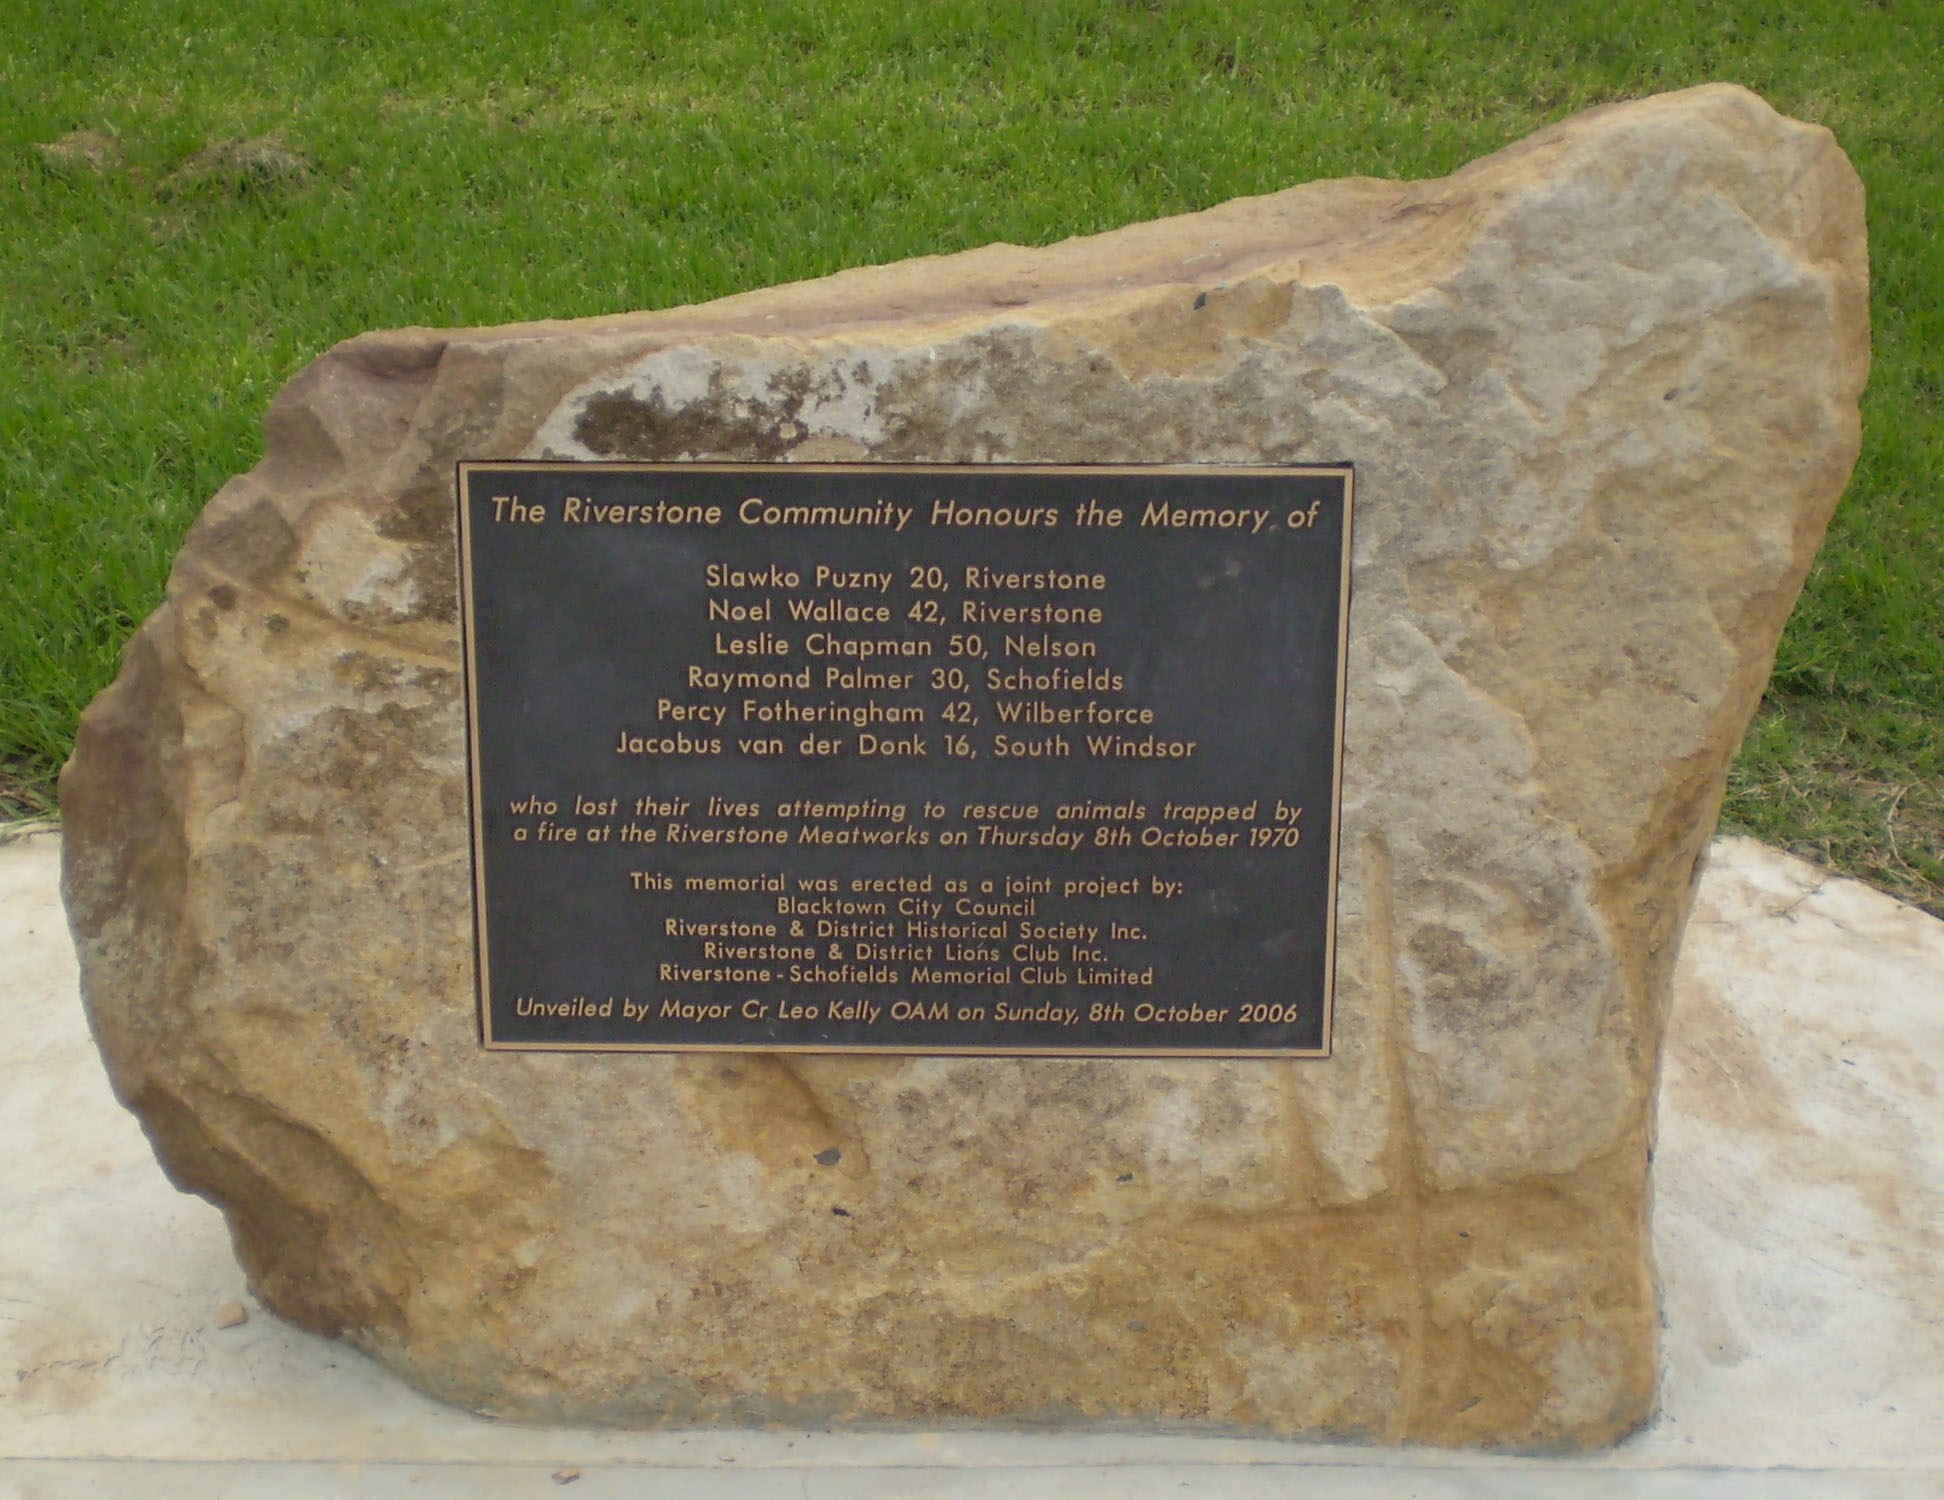 The Riverstone Community Honours the Memory of
Slawko Puzny 20, Riverstone
Noel Wallace 42, Riverstone
Leslie Chapman 50, Nelson
Raymond Palmer 30, Schofields
Percy Fotheringham 42, Wilberforce
Jacobus van der Donk 16, South Windsor
who lost their lives attempting to rescue animals trapped by
a fire at the Riverstone Meatworks on Thursday 8th October 1970
This memorial was erected as a joint project by:
Blacktown City Council
Riverstone & District Historical Society Inc.
Riverstone & District Lions Club Inc.
Riverstone - Schofields Memorial Club Limited
Unveiled by Mayor Cr Leo Kelly OAM on Sunday, 8th October 2006